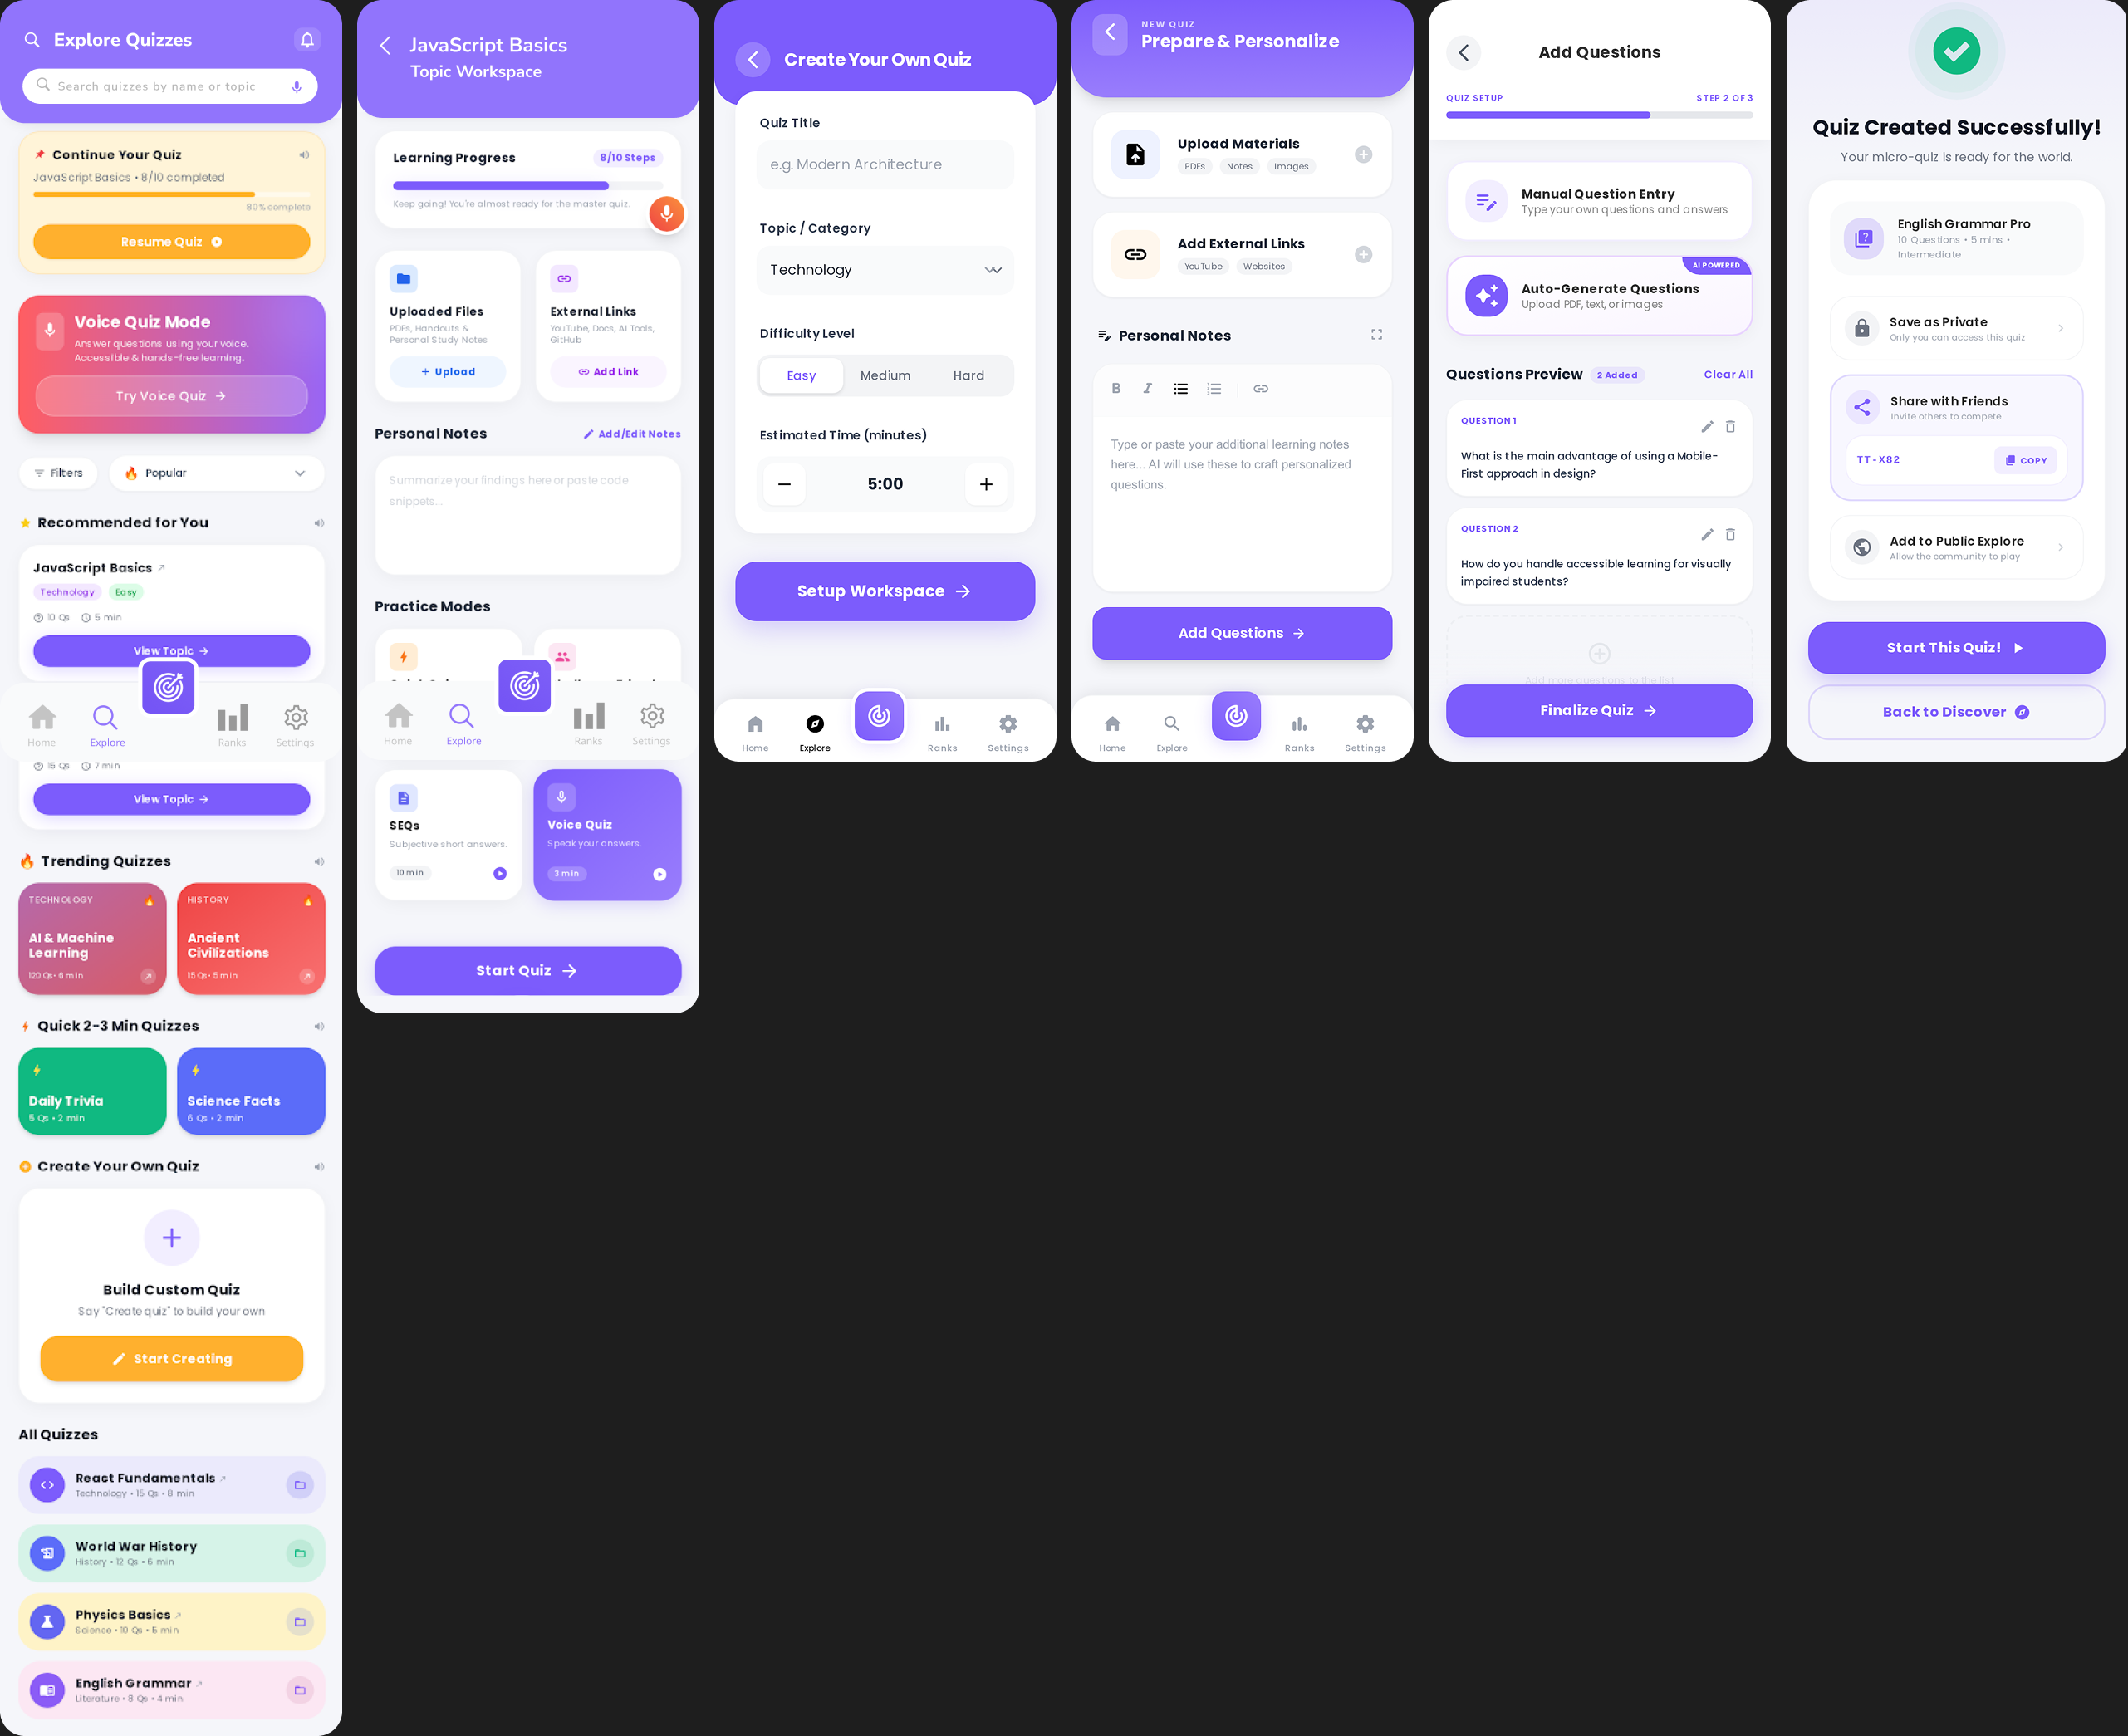 Explore Quizzes
Search quizzes by name or topic
Continue Your Quiz
JavaScript Basics • 8/10 completed
80% complete
Resume Quiz
Voice Quiz Mode
Answer questions using your voice.
Accessible & hands-free learning.
Try Voice Quiz
Filters
Popular
Recommended for You
JavaScript Basics
Technology Easy
10 Qs 5 min
View Topic
Home
Explore
Ranks
Settings
15 Qs 7 min
View Topic
Trending Quizzes
TECHNOLOGY
AI & Machine
Learning
120 Qs• 6 min
HISTORY
Ancient
Civilizations
15 Qs• 5 min
Quick 2-3 Min Quizzes
Daily Trivia
5 Qs • 2 min
Science Facts
6 Qs • 2 min
Create Your Own Quiz
Build Custom Quiz
Say "Create quiz" to build your own
Start Creating
All Quizzes
React Fundamentals
Technology • 15 Qs • 8 min
World War History
History • 12 Qs • 6 min
Physics Basics
Science • 10 Qs • 5 min
English Grammar
Literature • 8 Qs • 4 min
JavaScript Basics
Topic Workspace
Learning Progress
8/10 Steps
Keep going! You're almost ready for the master quiz.
Uploaded Files
PDFs, Handouts &
Personal Study Notes
Upload
External Links
YouTube, Docs, AI Tools,
GitHub
Add Link
Personal Notes
Add/Edit Notes
Summarize your findings here or paste code
snippets...
Practice Modes
Home
Explore
Ranks
Settings
SEQs
Subjective short answers.
10 min
Voice Quiz
Speak your answers.
3 min
Start Quiz
Create Your Own Quiz
Quiz Title
e.g. Modern Architecture
Topic / Category
Technology
Difficulty Level
Easy
Medium
Hard
Estimated Time (minutes)
5:00
Setup Workspace
Home
Explore
Ranks
Settings
NEW QUIZ
Prepare & Personalize
Upload Materials
PDFs Notes Images
Add External Links
YouTube Websites
Personal Notes
B I
Type or paste your additional learning notes
here... AI will use these to craft personalized
questions.
Add Questions
Home
Explore
Ranks
Settings
Add Questions
QUIZ SETUP
STEP 2 OF 3
Manual Question Entry
Type your own questions and answers
AI POWERED
Auto-Generate Questions
Upload PDF, text, or images
Questions Preview
2 Added
Clear All
QUESTION 1
What is the main advantage of using a Mobile-
First approach in design?
QUESTION 2
How do you handle accessible learning for visually
impaired students?
Add more questions to the list
Finalize Quiz
Quiz Created Successfully!
Your micro-quiz is ready for the world.
English Grammar Pro
10 Questions • 5 mins •
Intermediate
Save as Private
Only you can access this quiz
Share with Friends
Invite others to compete
TT-X82
COPY
Add to Public Explore
Allow the community to play
Start This Quiz!
Back to Discover